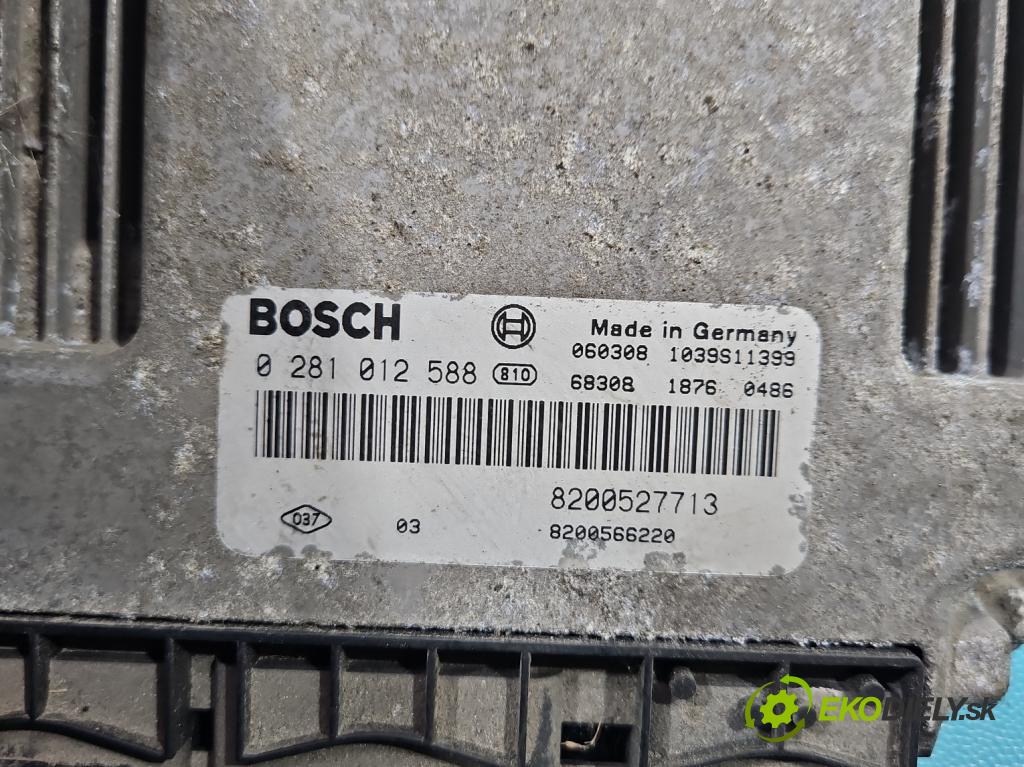 BOSCH
Made in Germany
060308 1039S11399
0 281 012 588 810
68308 1876 0486
8200527713
037 03
8200566220
EKODIELY.SK